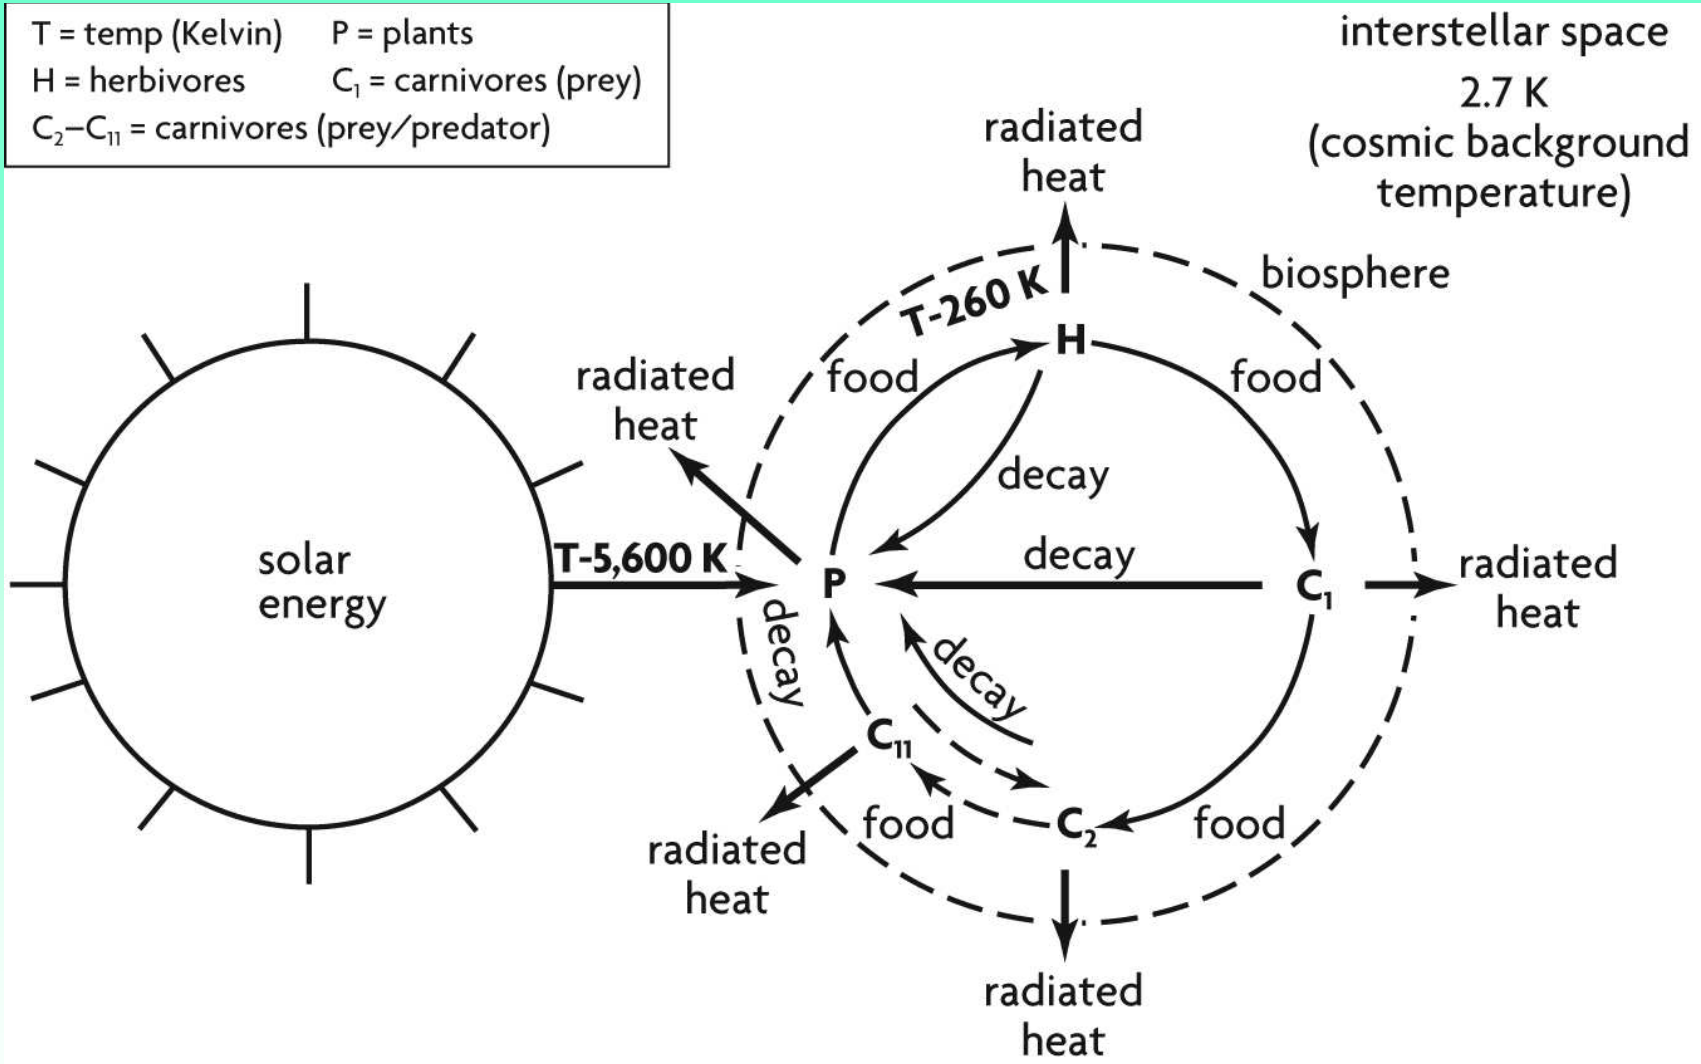 T = temp (Kelvin) P = plants
H = herbivores C₁ = carnivores (prey)
C₂–C₁₁ = carnivores (prey/predator)
interstellar space
2.7 K
(cosmic background
temperature)
radiated
heat
biosphere
T-260 K
H
radiated
heat
food
food
decay
solar
energy
T-5,600 K
P
decay
C₁
radiated
heat
decay
decay
C₁₁
C₂
food
food
radiated
heat
radiated
heat